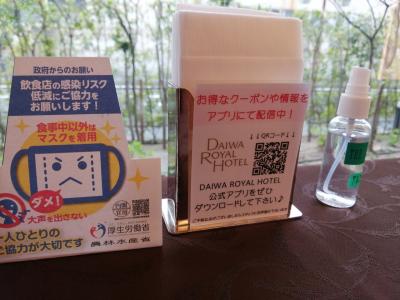 政府からのお願い
飲食店の感染リスク
低減にご協力を
お願いします!
食事中以外は
マスクを着用
ダメ!
大声を出さない
一人ひとりの
ご協力が大切です
厚生労働省
農林水産省
お得なクーポンや情報を
アプリにて配信中!
↓↓QRコード↓↓
DAIWA
ROYAL
HOTEL
DAIWA ROYAL HOTEL
公式アプリをぜひ
ダウンロードして下さい♪